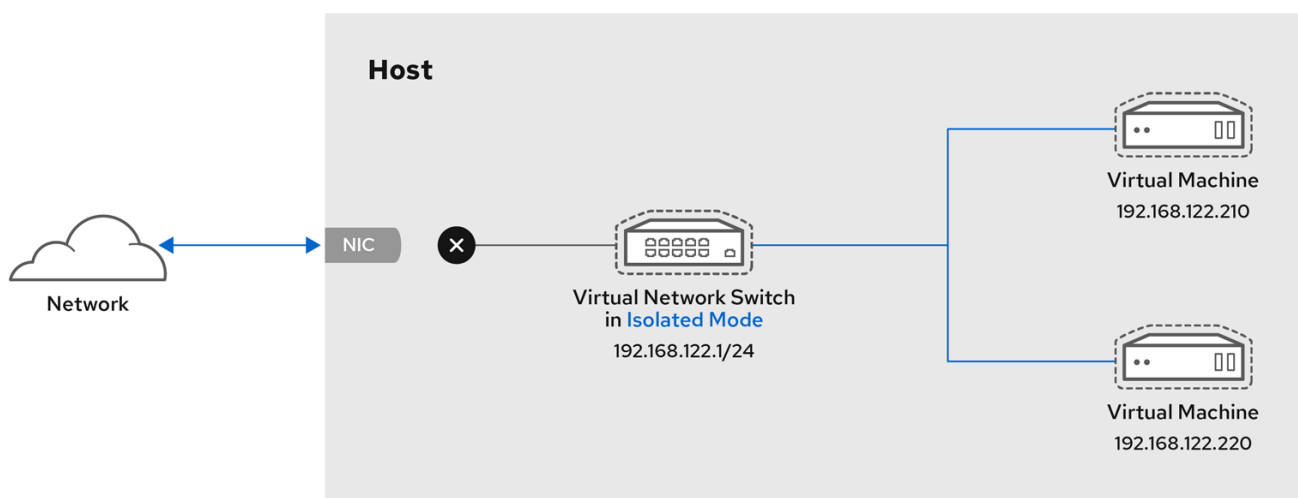 Host
Virtual Machine
192.168.122.210
NIC
Network
Virtual Network Switch
in Isolated Mode
192.168.122.1/24
Virtual Machine
192.168.122.220